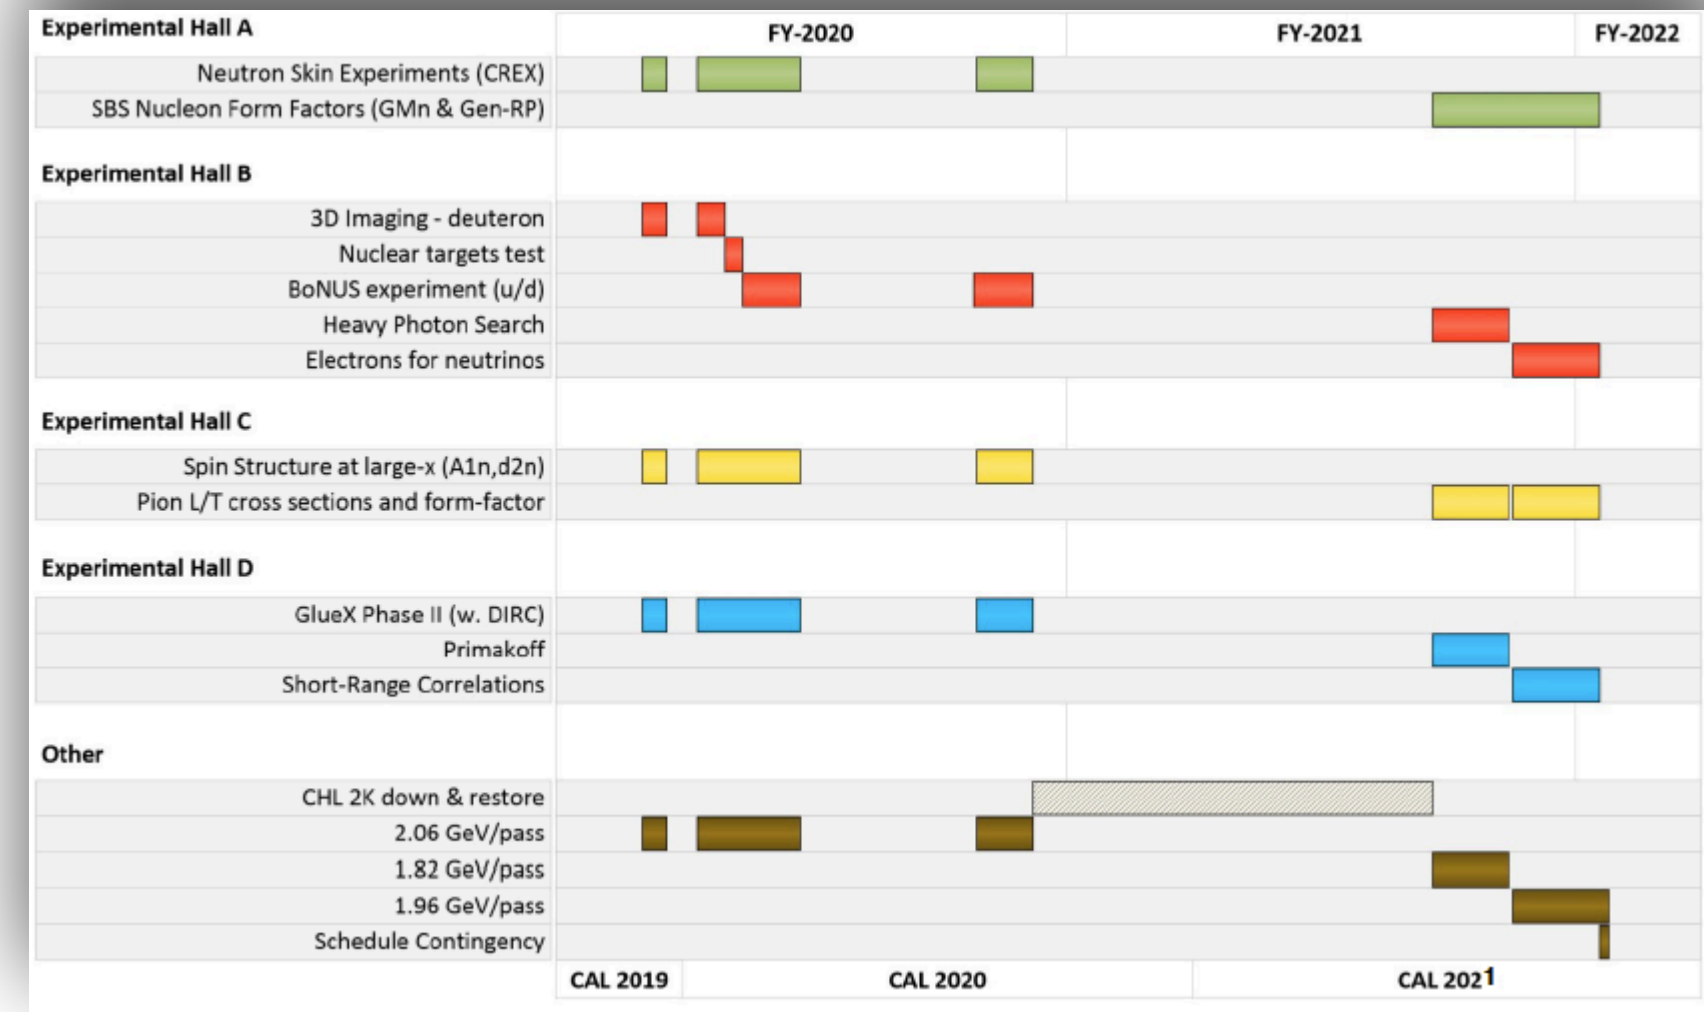 Experimental Hall A
FY-2020 FY-2021 FY-2022
Neutron Skin Experiments (CREX)
SBS Nucleon Form Factors (GMn & Gen-RP)
Experimental Hall B
3D Imaging - deuteron
Nuclear targets test
BoNUS experiment (u/d)
Heavy Photon Search
Electrons for neutrinos
Experimental Hall C
Spin Structure at large-x (A1n,d2n)
Pion L/T cross sections and form-factor
Experimental Hall D
GlueX Phase II (w. DIRC)
Primakoff
Short-Range Correlations
Other
CHL 2K down & restore
2.06 GeV/pass
1.82 GeV/pass
1.96 GeV/pass
Schedule Contingency
CAL 2019 CAL 2020 CAL 2021